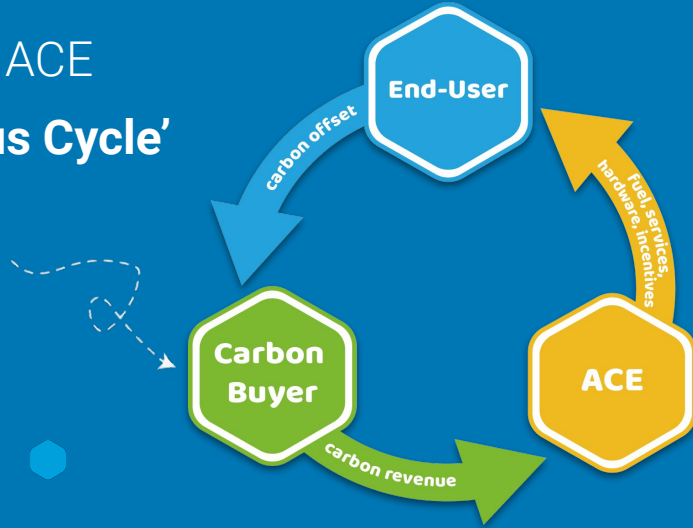 ACE
us Cycle’
End-User
carbon offset
Fuel, services,
hardware, incentives
Carbon
Buyer
ACE
carbon revenue